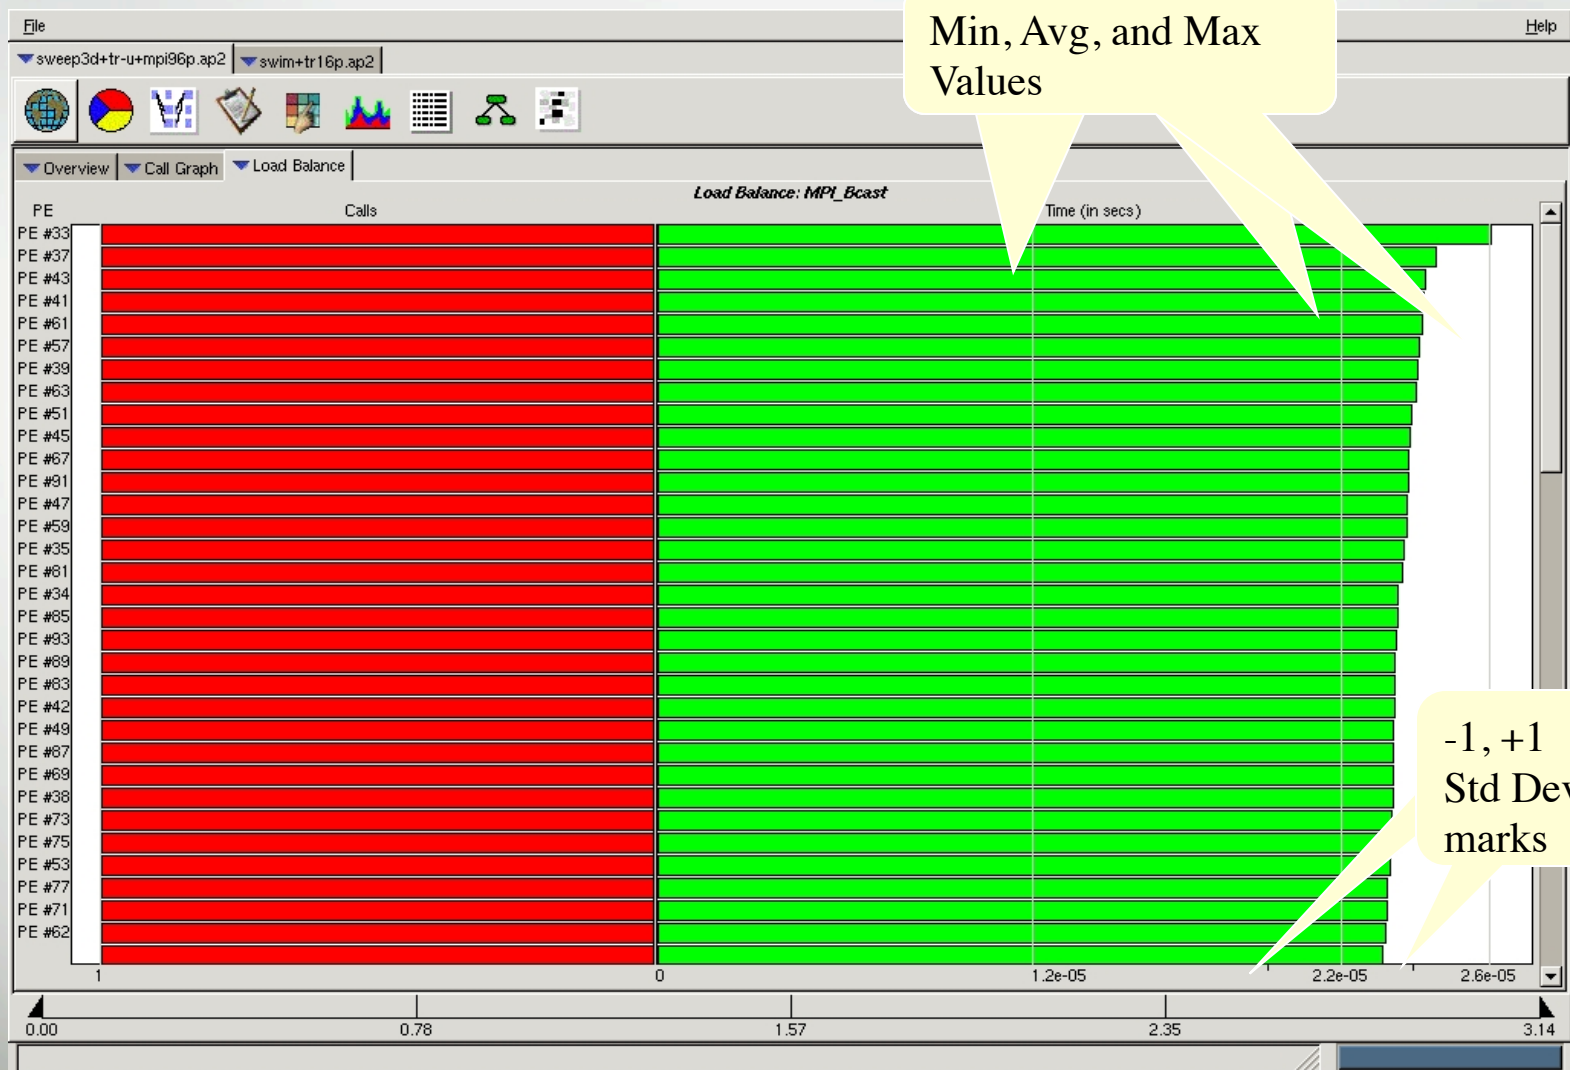 Min, Avg, and Max
Values
File
Help
sweep3d+tr-u+mpi96p.ap2
swim+tr16p.ap2
Overview
Call Graph
Load Balance
Load Balance: MPI_Bcast
PE
Calls
Time (in secs)
PE #33
PE #37
PE #43
PE #41
PE #61
PE #57
PE #39
PE #63
PE #51
PE #45
PE #67
PE #91
PE #47
PE #59
PE #35
PE #81
PE #34
PE #85
PE #93
PE #89
PE #83
PE #42
PE #49
PE #87
PE #69
PE #38
PE #73
PE #75
PE #53
PE #77
PE #71
PE #62
-1, +1
Std Dev
marks
1
0
1.2e-05
2.2e-05
2.6e-05
0.00
0.78
1.57
2.35
3.14